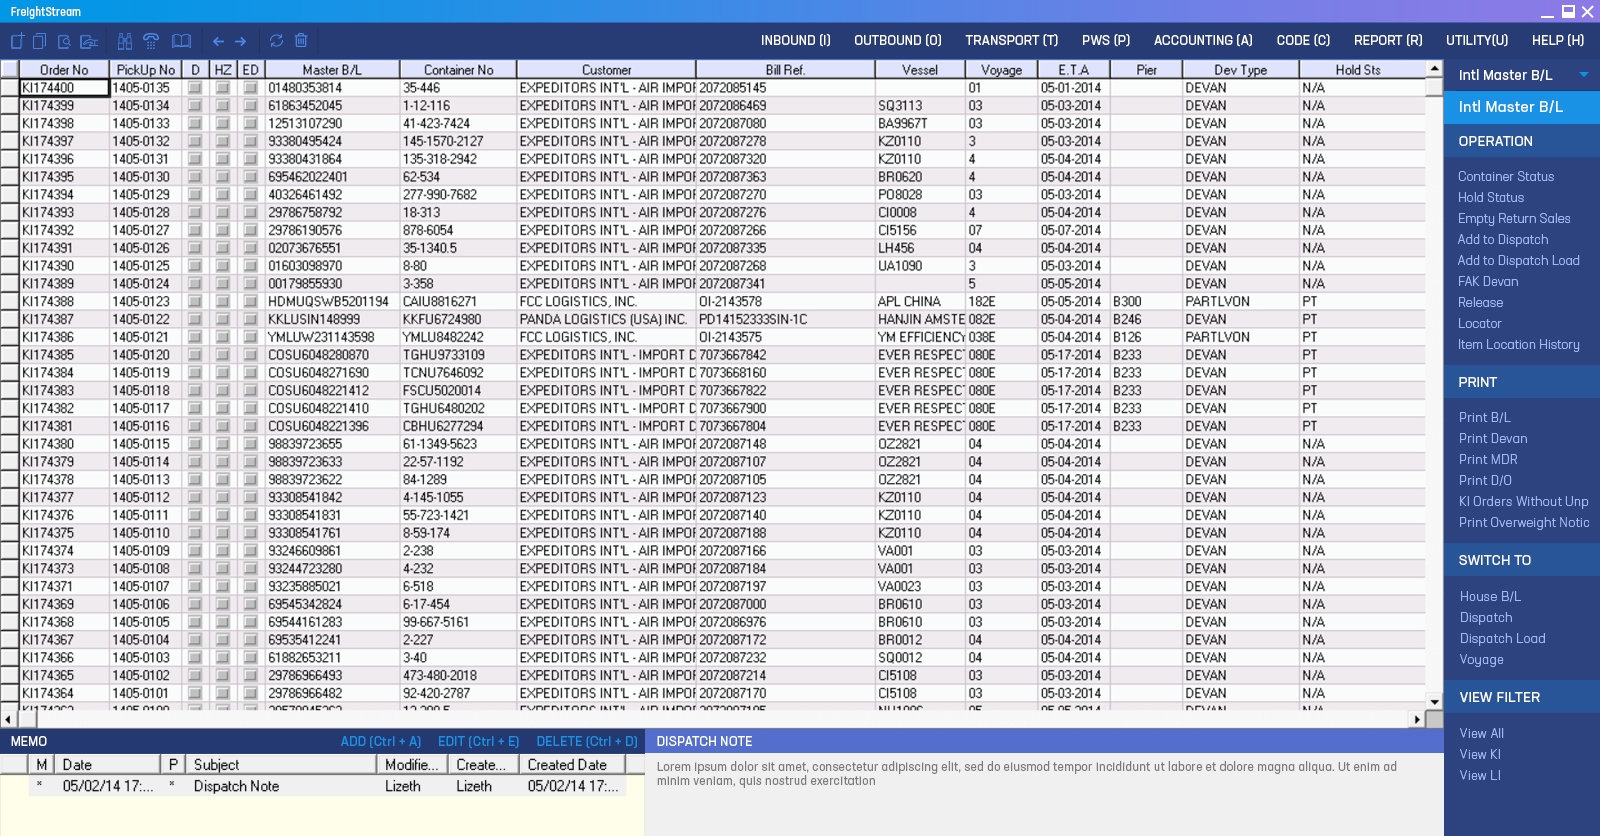 FreightStream
INBOUND (I) OUTBOUND (O) TRANSPORT (T) PWS (P) ACCOUNTING (A) CODE (C) REPORT (R) UTILITY(U) HELP (H)
Order No PickUp No D HZ ED Master B/L Container No Customer Bill Ref. Vessel Voyage E.T.A Pier Dev Type Hold Sts
KI174400 1405-0135 01480353814 35-446 EXPEDITORS INT'L - AIR IMPOF 2072085145 01 05-01-2014 DEVAN N/A
KI174399 1405-0134 61863452045 1-12-116 EXPEDITORS INT'L - AIR IMPOF 2072086469 SQ3113 03 05-03-2014 DEVAN N/A
KI174398 1405-0133 12513107290 41-423-7424 EXPEDITORS INT'L - AIR IMPOF 2072087080 BA9967T 03 05-03-2014 DEVAN N/A
KI174397 1405-0132 93380495424 145-1570-2127 EXPEDITORS INT'L - AIR IMPOF 2072087278 KZ0110 3 05-03-2014 DEVAN N/A
KI174396 1405-0131 93380431864 135-318-2942 EXPEDITORS INT'L - AIR IMPOF 2072087320 KZ0110 4 05-04-2014 DEVAN N/A
KI174395 1405-0130 695462022401 62-534 EXPEDITORS INT'L - AIR IMPOF 2072087363 BR0620 4 05-04-2014 DEVAN N/A
KI174394 1405-0129 40326461492 277-990-7682 EXPEDITORS INT'L - AIR IMPOF 2072087270 PO8028 03 05-03-2014 DEVAN N/A
KI174393 1405-0128 29786758792 18-313 EXPEDITORS INT'L - AIR IMPOF 2072087276 CI0008 4 05-04-2014 DEVAN N/A
KI174392 1405-0127 29786190576 878-6054 EXPEDITORS INT'L - AIR IMPOF 2072087266 CI5156 07 05-07-2014 DEVAN N/A
KI174391 1405-0126 02073676551 35-1340.5 EXPEDITORS INT'L - AIR IMPOF 2072087335 LH456 04 05-04-2014 DEVAN N/A
KI174390 1405-0125 01603098970 8-80 EXPEDITORS INT'L - AIR IMPOF 2072087268 UA1090 3 05-03-2014 DEVAN N/A
KI174389 1405-0124 00179855930 3-358 EXPEDITORS INT'L - AIR IMPOF 2072087341 5 05-05-2014 DEVAN N/A
KI174388 1405-0123 HDMUQSWB5201194 CAIU8816271 FCC LOGISTICS, INC. OI-2143578 APL CHINA 182E 05-05-2014 B300 PARTLVON PT
KI174387 1405-0122 KKLUSIN148999 KKFU6724980 PANDA LOGISTICS (USA) INC. PD14152333SIN-1C HANJIN AMSTE 082E 05-04-2014 B246 DEVAN PT
KI174386 1405-0121 YMLUW231143598 YMLU8482242 FCC LOGISTICS, INC. OI-2143575 YM EFFICIENCY 038E 05-04-2014 B126 PARTLVON PT
KI174385 1405-0120 COSU6048280870 TGHU9733109 EXPEDITORS INT'L - IMPORT D 7073667842 EVER RESPECT 080E 05-17-2014 B233 DEVAN PT
KI174384 1405-0119 COSU6048271690 TCNU7646092 EXPEDITORS INT'L - IMPORT D 7073668160 EVER RESPECT 080E 05-17-2014 B233 DEVAN PT
KI174383 1405-0118 COSU6048221412 FSCU5020014 EXPEDITORS INT'L - IMPORT D 7073667822 EVER RESPECT 080E 05-17-2014 B233 DEVAN PT
KI174382 1405-0117 COSU6048221410 TGHU6480202 EXPEDITORS INT'L - IMPORT D 7073667900 EVER RESPECT 080E 05-17-2014 B233 DEVAN PT
KI174381 1405-0116 COSU6048221396 CBHU6277294 EXPEDITORS INT'L - IMPORT D 7073667804 EVER RESPECT 080E 05-17-2014 B233 DEVAN PT
KI174380 1405-0115 98839723655 61-1349-5623 EXPEDITORS INT'L - AIR IMPOF 2072087148 OZ2821 04 05-04-2014 DEVAN N/A
KI174379 1405-0114 98839723633 22-57-1192 EXPEDITORS INT'L - AIR IMPOF 2072087107 OZ2821 04 05-04-2014 DEVAN N/A
KI174378 1405-0113 98839723622 84-1289 EXPEDITORS INT'L - AIR IMPOF 2072087105 OZ2821 04 05-04-2014 DEVAN N/A
KI174377 1405-0112 93308541842 4-145-1055 EXPEDITORS INT'L - AIR IMPOF 2072087123 KZ0110 04 05-04-2014 DEVAN N/A
KI174376 1405-0111 93308541831 55-723-1421 EXPEDITORS INT'L - AIR IMPOF 2072087140 KZ0110 04 05-04-2014 DEVAN N/A
KI174375 1405-0110 93308541761 8-59-174 EXPEDITORS INT'L - AIR IMPOF 2072087188 KZ0110 04 05-04-2014 DEVAN N/A
KI174374 1405-0109 93246609861 2-238 EXPEDITORS INT'L - AIR IMPOF 2072087166 VA001 03 05-03-2014 DEVAN N/A
KI174373 1405-0108 93244723280 4-232 EXPEDITORS INT'L - AIR IMPOF 2072087184 VA001 03 05-03-2014 DEVAN N/A
KI174371 1405-0107 93235885021 6-518 EXPEDITORS INT'L - AIR IMPOF 2072087197 VA0023 03 05-03-2014 DEVAN N/A
KI174369 1405-0106 69545342824 6-17-454 EXPEDITORS INT'L - AIR IMPOF 2072087000 BR0610 03 05-03-2014 DEVAN N/A
KI174368 1405-0105 69544161283 99-667-5161 EXPEDITORS INT'L - AIR IMPOF 2072086976 BR0610 03 05-03-2014 DEVAN N/A
KI174367 1405-0104 69535412241 2-227 EXPEDITORS INT'L - AIR IMPOF 2072087172 BR0012 04 05-04-2014 DEVAN N/A
KI174366 1405-0103 61882653211 3-40 EXPEDITORS INT'L - AIR IMPOF 2072087232 SQ0012 04 05-04-2014 DEVAN N/A
KI174365 1405-0102 29786966493 473-480-2018 EXPEDITORS INT'L - AIR IMPOF 2072087214 CI5108 03 05-03-2014 DEVAN N/A
KI174364 1405-0101 29786966482 92-420-2787 EXPEDITORS INT'L - AIR IMPOF 2072087170 CI5108 03 05-03-2014 DEVAN N/A
Intl Master B/L
Intl Master B/L
OPERATION
Container Status
Hold Status
Empty Return Sales
Add to Dispatch
Add to Dispatch Load
FAK Devan
Release
Locator
Item Location History
PRINT
Print B/L
Print Devan
Print MDR
Print D/O
KI Orders Without Unp
Print Overweight Notic
SWITCH TO
House B/L
Dispatch
Dispatch Load
Voyage
VIEW FILTER
View All
View KI
View LI
MEMO ADD (Ctrl + A) EDIT (Ctrl + E) DELETE (Ctrl + D)
M Date P Subject Modifie... Create... Created Date
* 05/02/14 17:... * Dispatch Note Lizeth Lizeth 05/02/14 17:...
DISPATCH NOTE
Lorem ipsum dolor sit amet, consectetur adipiscing elit, sed do eiusmod tempor incididunt ut labore et dolore magna aliqua. Ut enim ad
minim veniam, quis nostrud exercitation